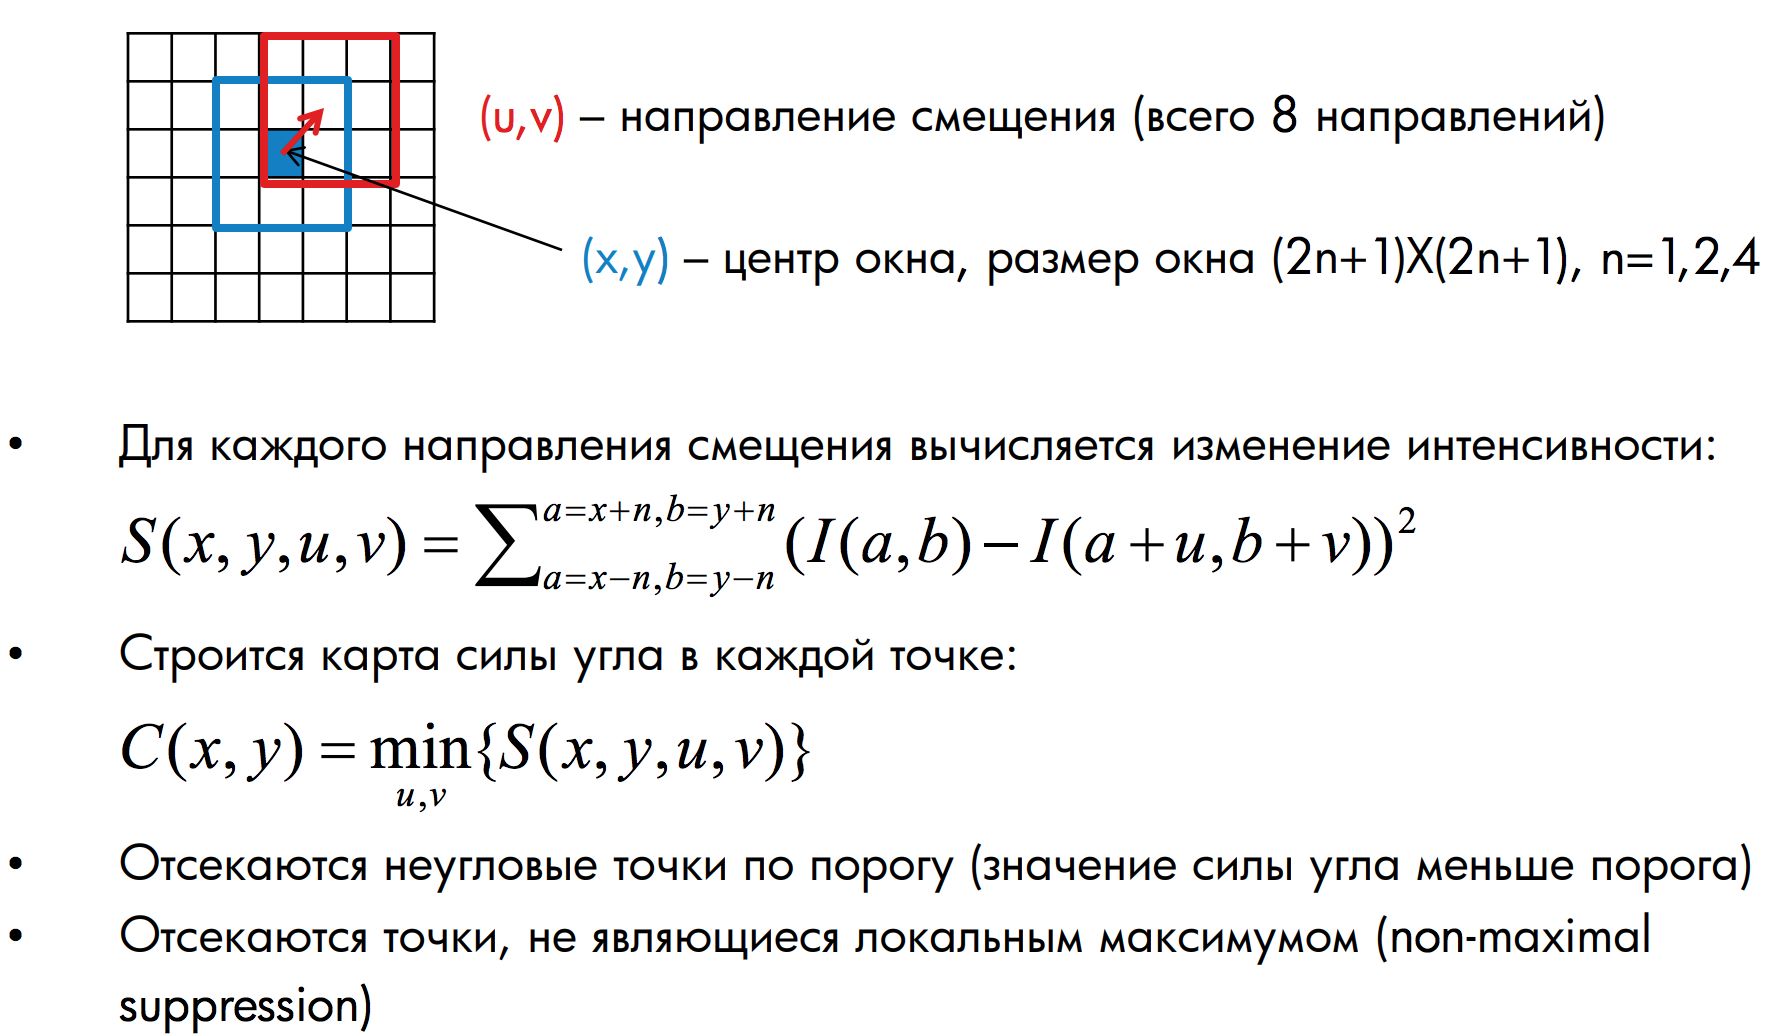 (u,v) – направление смещения (всего 8 направлений)
(x,y) – центр окна, размер окна (2n+1)X(2n+1), n=1,2,4
• Для каждого направления смещения вычисляется изменение интенсивности:
S(x, y,u,v) = ∑_{a=x−n,b=y−n}^{a=x+n,b=y+n} (I(a,b) − I(a + u,b + v))²
• Строится карта силы угла в каждой точке:
C(x, y) = min{S(x, y,u,v)}
u,v
• Отсекаются неугловые точки по порогу (значение силы угла меньше порога)
• Отсекаются точки, не являющиеся локальным максимумом (non-maximal
suppression)